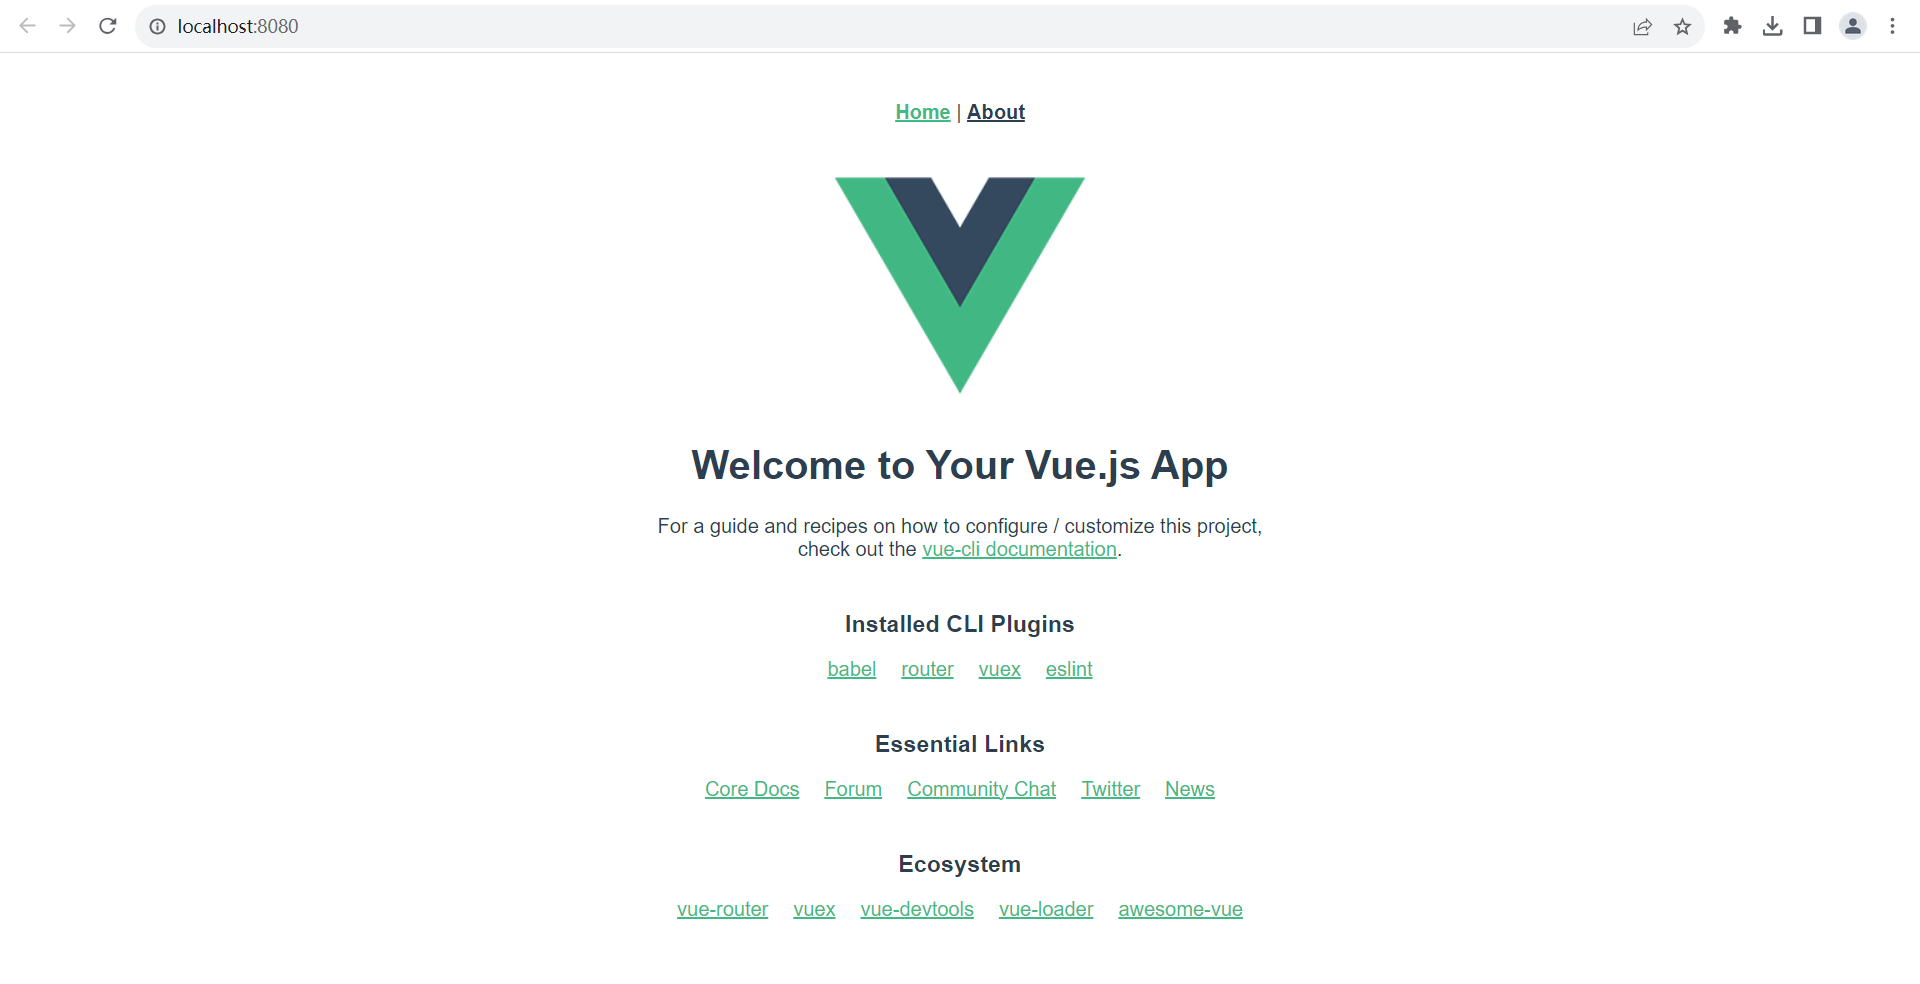 localhost:8080
Home | About
Welcome to Your Vue.js App
For a guide and recipes on how to configure / customize this project,
check out the vue-cli documentation.
Installed CLI Plugins
babel router vuex eslint
Essential Links
Core Docs Forum Community Chat Twitter News
Ecosystem
vue-router vuex vue-devtools vue-loader awesome-vue